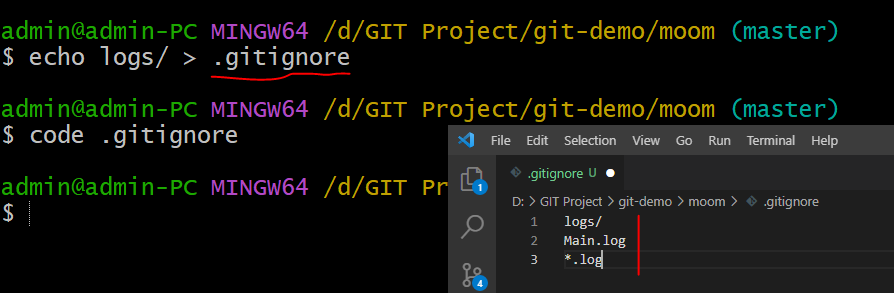 admin@admin-PC MINGW64 /d/GIT Project/git-demo/moom (master)
$ echo logs/ > .gitignore
admin@admin-PC MINGW64 /d/GIT Project/git-demo/moom (master)
$ code .gitignore
admin@admin-PC MINGW64 /d/GIT Pr
$
File Edit Selection View Go Run Terminal Help
.gitignore U
D: > GIT Project > git-demo > moom > .gitignore
1 logs/
2 Main.log
3 *.log
1
4